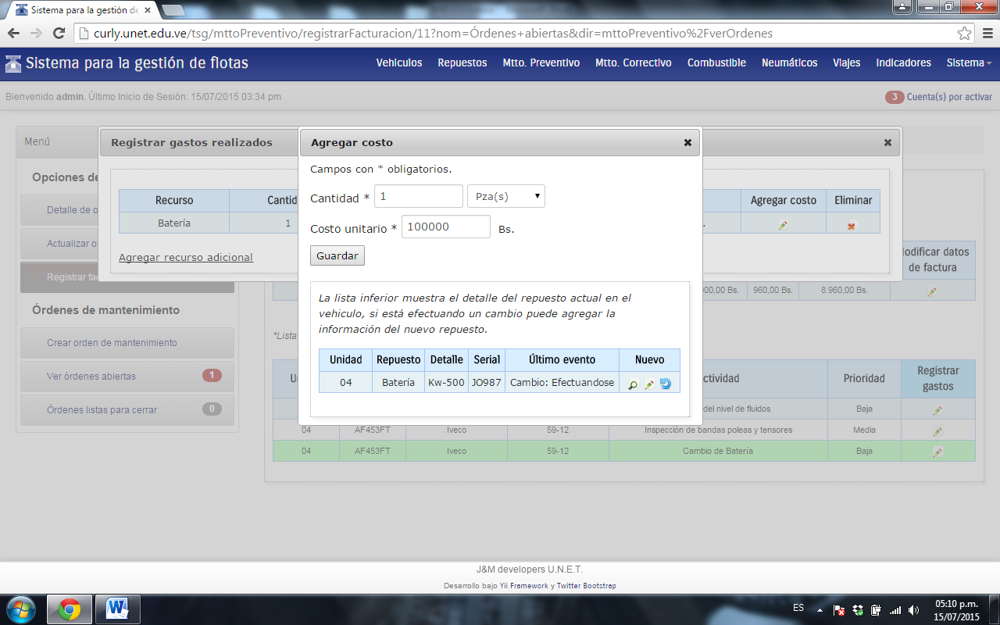 Sistema para la gestión de
curly.unet.edu.ve/tsg/mttoPreventivo/registrarFacturacion/11?nom=Órdenes+abiertas&dir=mttoPreventivo%2FverOrdenes
Sistema para la gestión de flotas
Vehiculos Repuestos Mtto. Preventivo Mtto. Correctivo Combustible Neumáticos Viajes Indicadores Sistema
Bienvenido admin. Último Inicio de Sesión: 15/07/2015 03:34 pm
3 Cuenta(s) por activar
Menú
Opciones de
Detalle de o
Actualizar o
Registrar fac
Órdenes de mantenimiento
Crear orden de mantenimiento
Ver órdenes abiertas 1
Órdenes listas para cerrar 0
Registrar gastos realizados
Recurso Cantid Agregar costo Eliminar
Batería 1
Agregar recurso adicional
Agregar costo
Campos con * obligatorios.
Cantidad * 1 Pza(s)
Costo unitario * 100000 Bs.
Guardar
La lista inferior muestra el detalle del repuesto actual en el
vehiculo, si está efectuando un cambio puede agregar la
información del nuevo repuesto.
Unidad Repuesto Detalle Serial Último evento Nuevo
04 Batería Kw-500 JO987 Cambio: Efectuandose
odificar datos
de factura
00,00 Bs. 960,00 Bs. 8.960,00 Bs.
*Lista
U ctividad Prioridad Registrar
gastos
del nivel de fluidos Baja
04 AF453FT Iveco 59-12 Inspección de bandas poleas y tensores Media
04 AF453FT Iveco 59-12 Cambio de Batería Baja
J&M developers U.N.E.T.
Desarrollo bajo Yii Framework y Twitter Bootstrap
ES 05:10 p.m.
15/07/2015